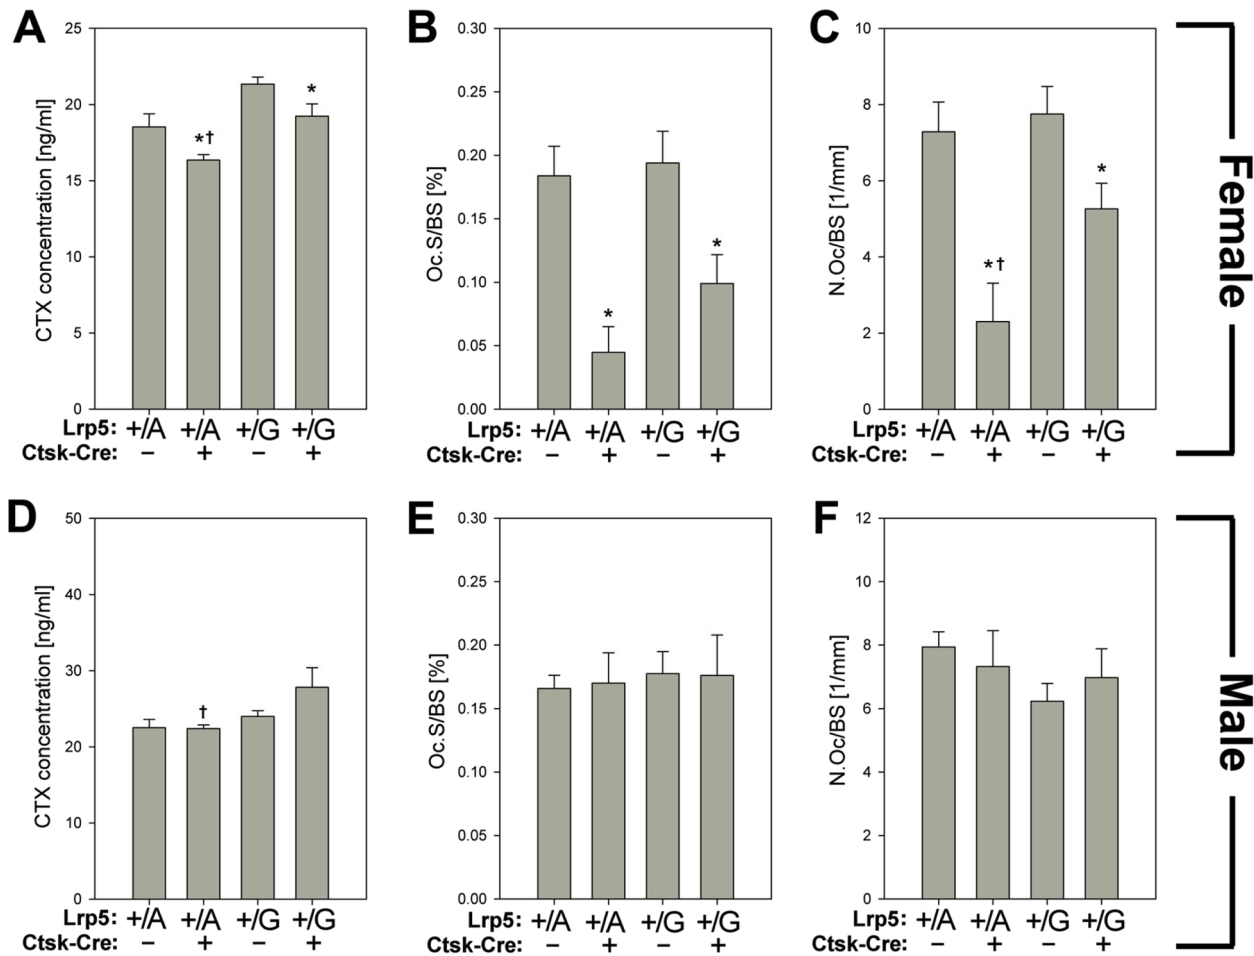 A
CTX concentration [ng/ml]
25
20
15
10
5
0
*†
*
Lrp5: +/A +/A +/G +/G
Ctsk-Cre: – + – +
B
Oc.S/BS [%]
0.30
0.25
0.20
0.15
0.10
0.05
0.00
*
*
Lrp5: +/A +/A +/G +/G
Ctsk-Cre: – + – +
C
N.Oc/BS [1/mm]
10
8
6
4
2
0
*†
*
Lrp5: +/A +/A +/G +/G
Ctsk-Cre: – + – +
Female
D
CTX concentration [ng/ml]
50
40
30
20
10
0
†
Lrp5: +/A +/A +/G +/G
Ctsk-Cre: – + – +
E
Oc.S/BS [%]
0.30
0.25
0.20
0.15
0.10
0.05
0.00
Lrp5: +/A +/A +/G +/G
Ctsk-Cre: – + – +
F
N.Oc/BS [1/mm]
12
10
8
6
4
2
0
Lrp5: +/A +/A +/G +/G
Ctsk-Cre: – + – +
Male